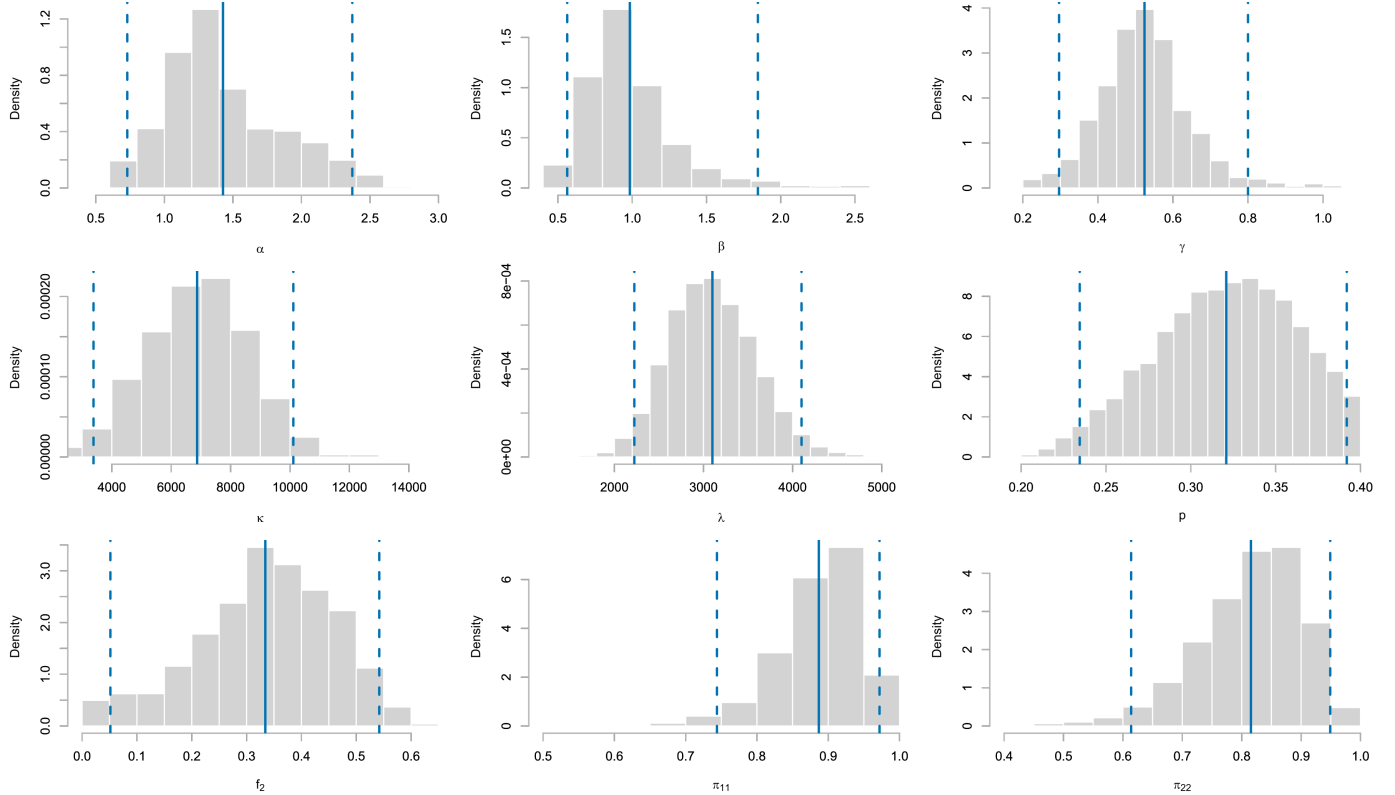 Density
0.0 0.4 0.8 1.2
0.5 1.0 1.5 2.0 2.5 3.0
α
Density
0.0 0.5 1.0 1.5
0.5 1.0 1.5 2.0 2.5
β
Density
0 1 2 3 4
0.2 0.4 0.6 0.8 1.0
γ
Density
0.00000 0.00010 0.00020
4000 6000 8000 10000 12000 14000
κ
Density
0e+00 4e−04 8e−04
2000 3000 4000 5000
λ
Density
0 2 4 6 8
0.20 0.25 0.30 0.35 0.40
p
Density
0.0 1.0 2.0 3.0
0.0 0.1 0.2 0.3 0.4 0.5 0.6
f₂
Density
0 2 4 6
0.5 0.6 0.7 0.8 0.9 1.0
π₁₁
Density
0 1 2 3 4
0.4 0.5 0.6 0.7 0.8 0.9 1.0
π₂₂